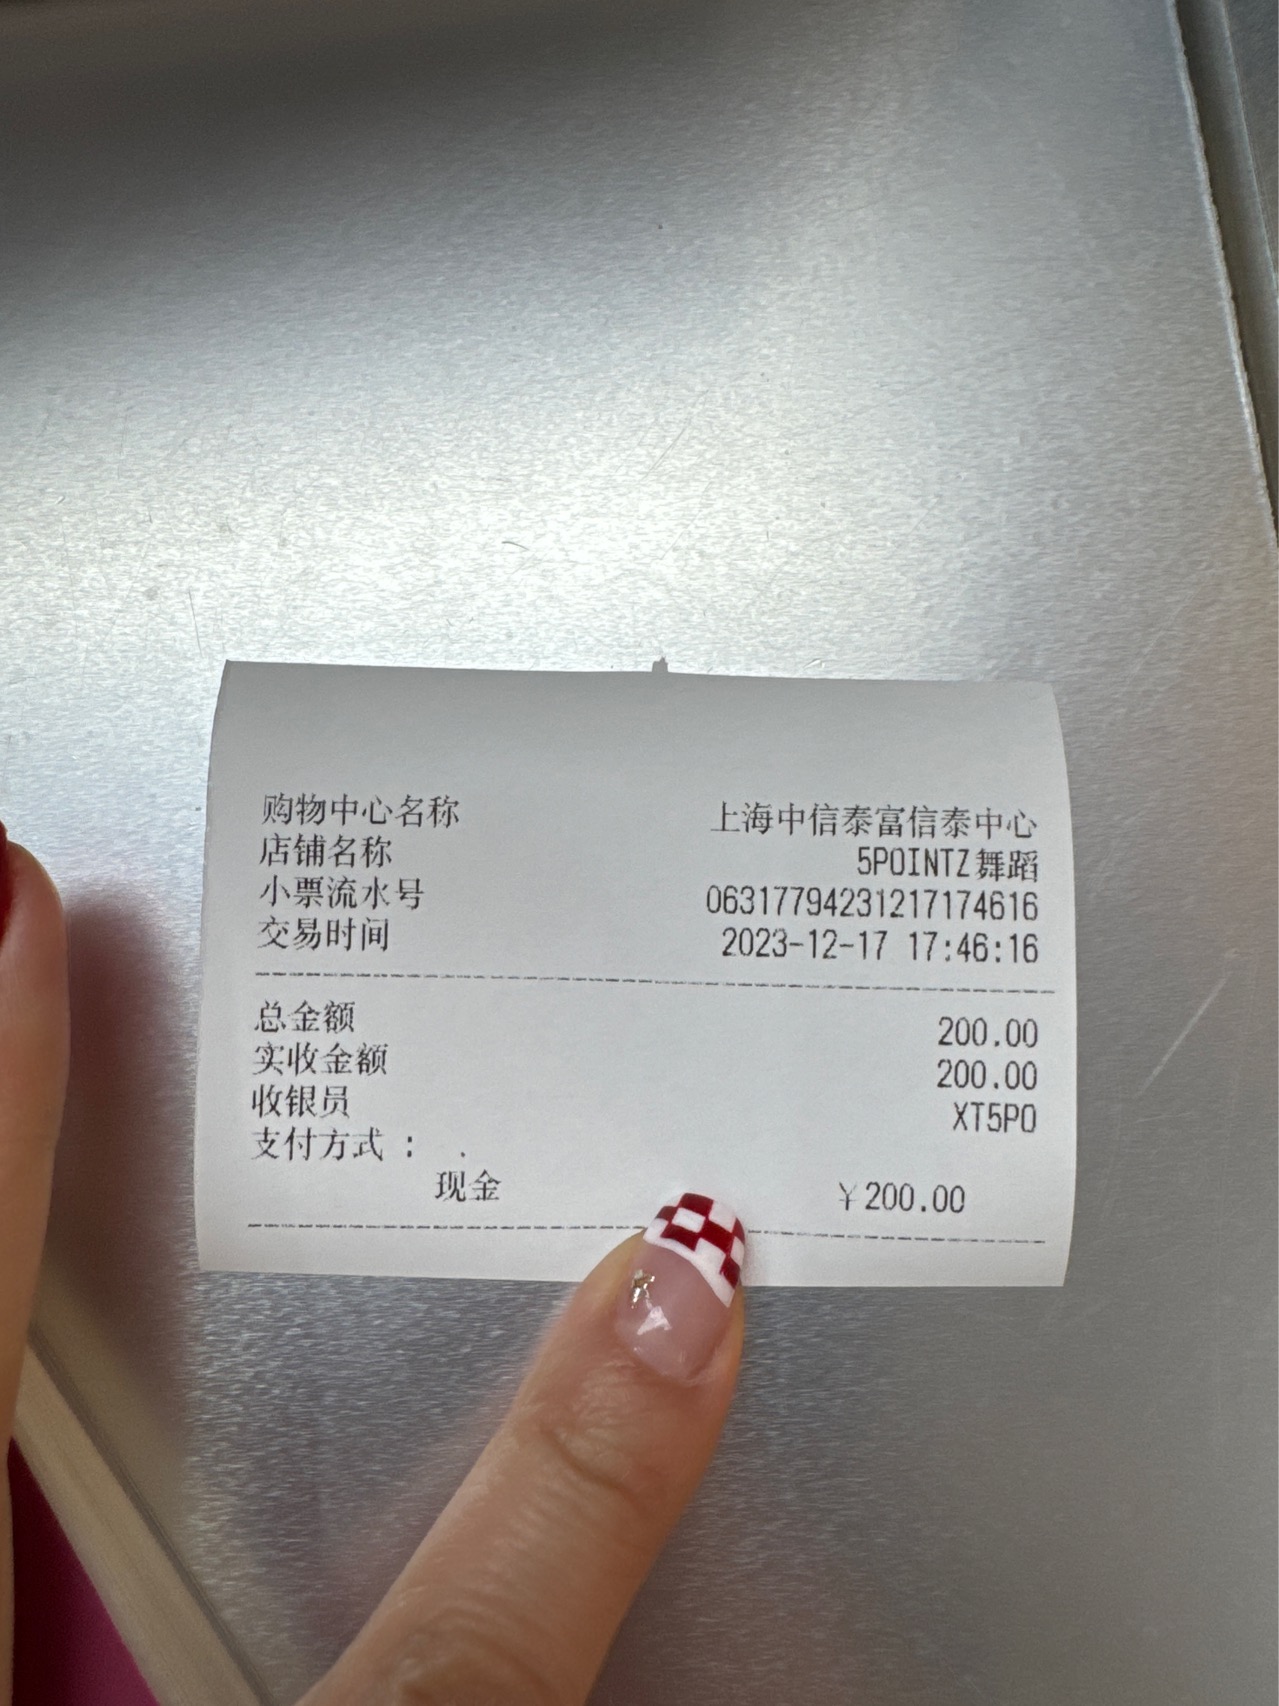 购物中心名称 上海中信泰富信泰中心
店铺名称 5POINTZ舞蹈
小票流水号 06317794231217174616
交易时间 2023-12-17 17:46:16
总金额 200.00
实收金额 200.00
收银员 XT5PO
支付方式 :
现金 ¥200.00